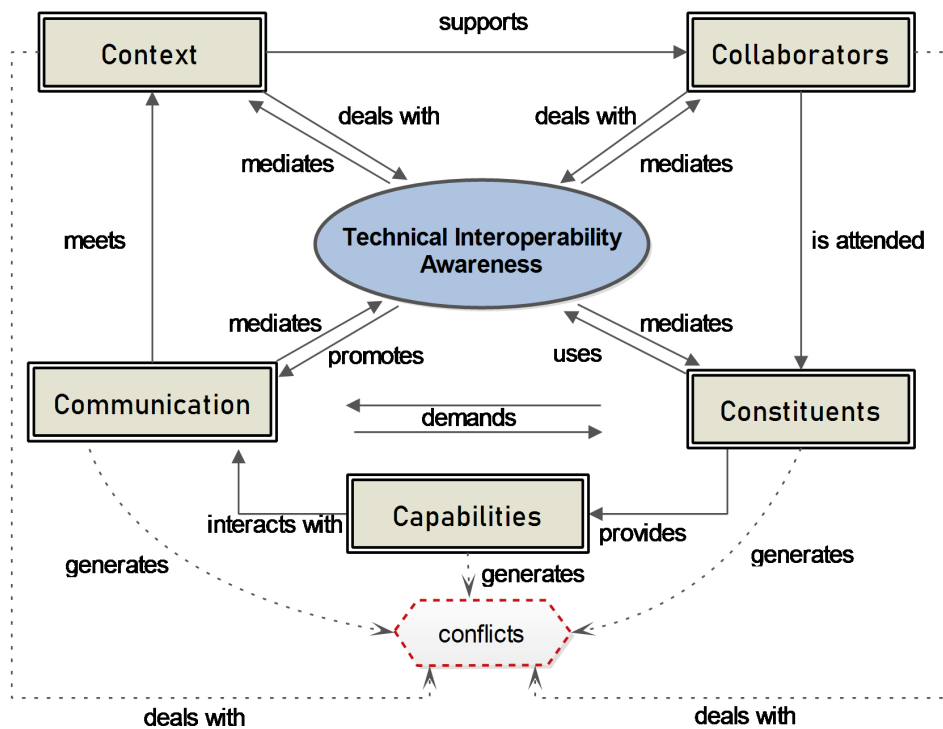 supports
Context
Collaborators
deals with
deals with
mediates
mediates
Technical Interoperability
Awareness
meets
is attended
mediates
mediates
promotes
uses
Communication
demands
Constituents
interacts with
Capabilities
provides
generates
generates
generates
conflicts
deals with
deals with